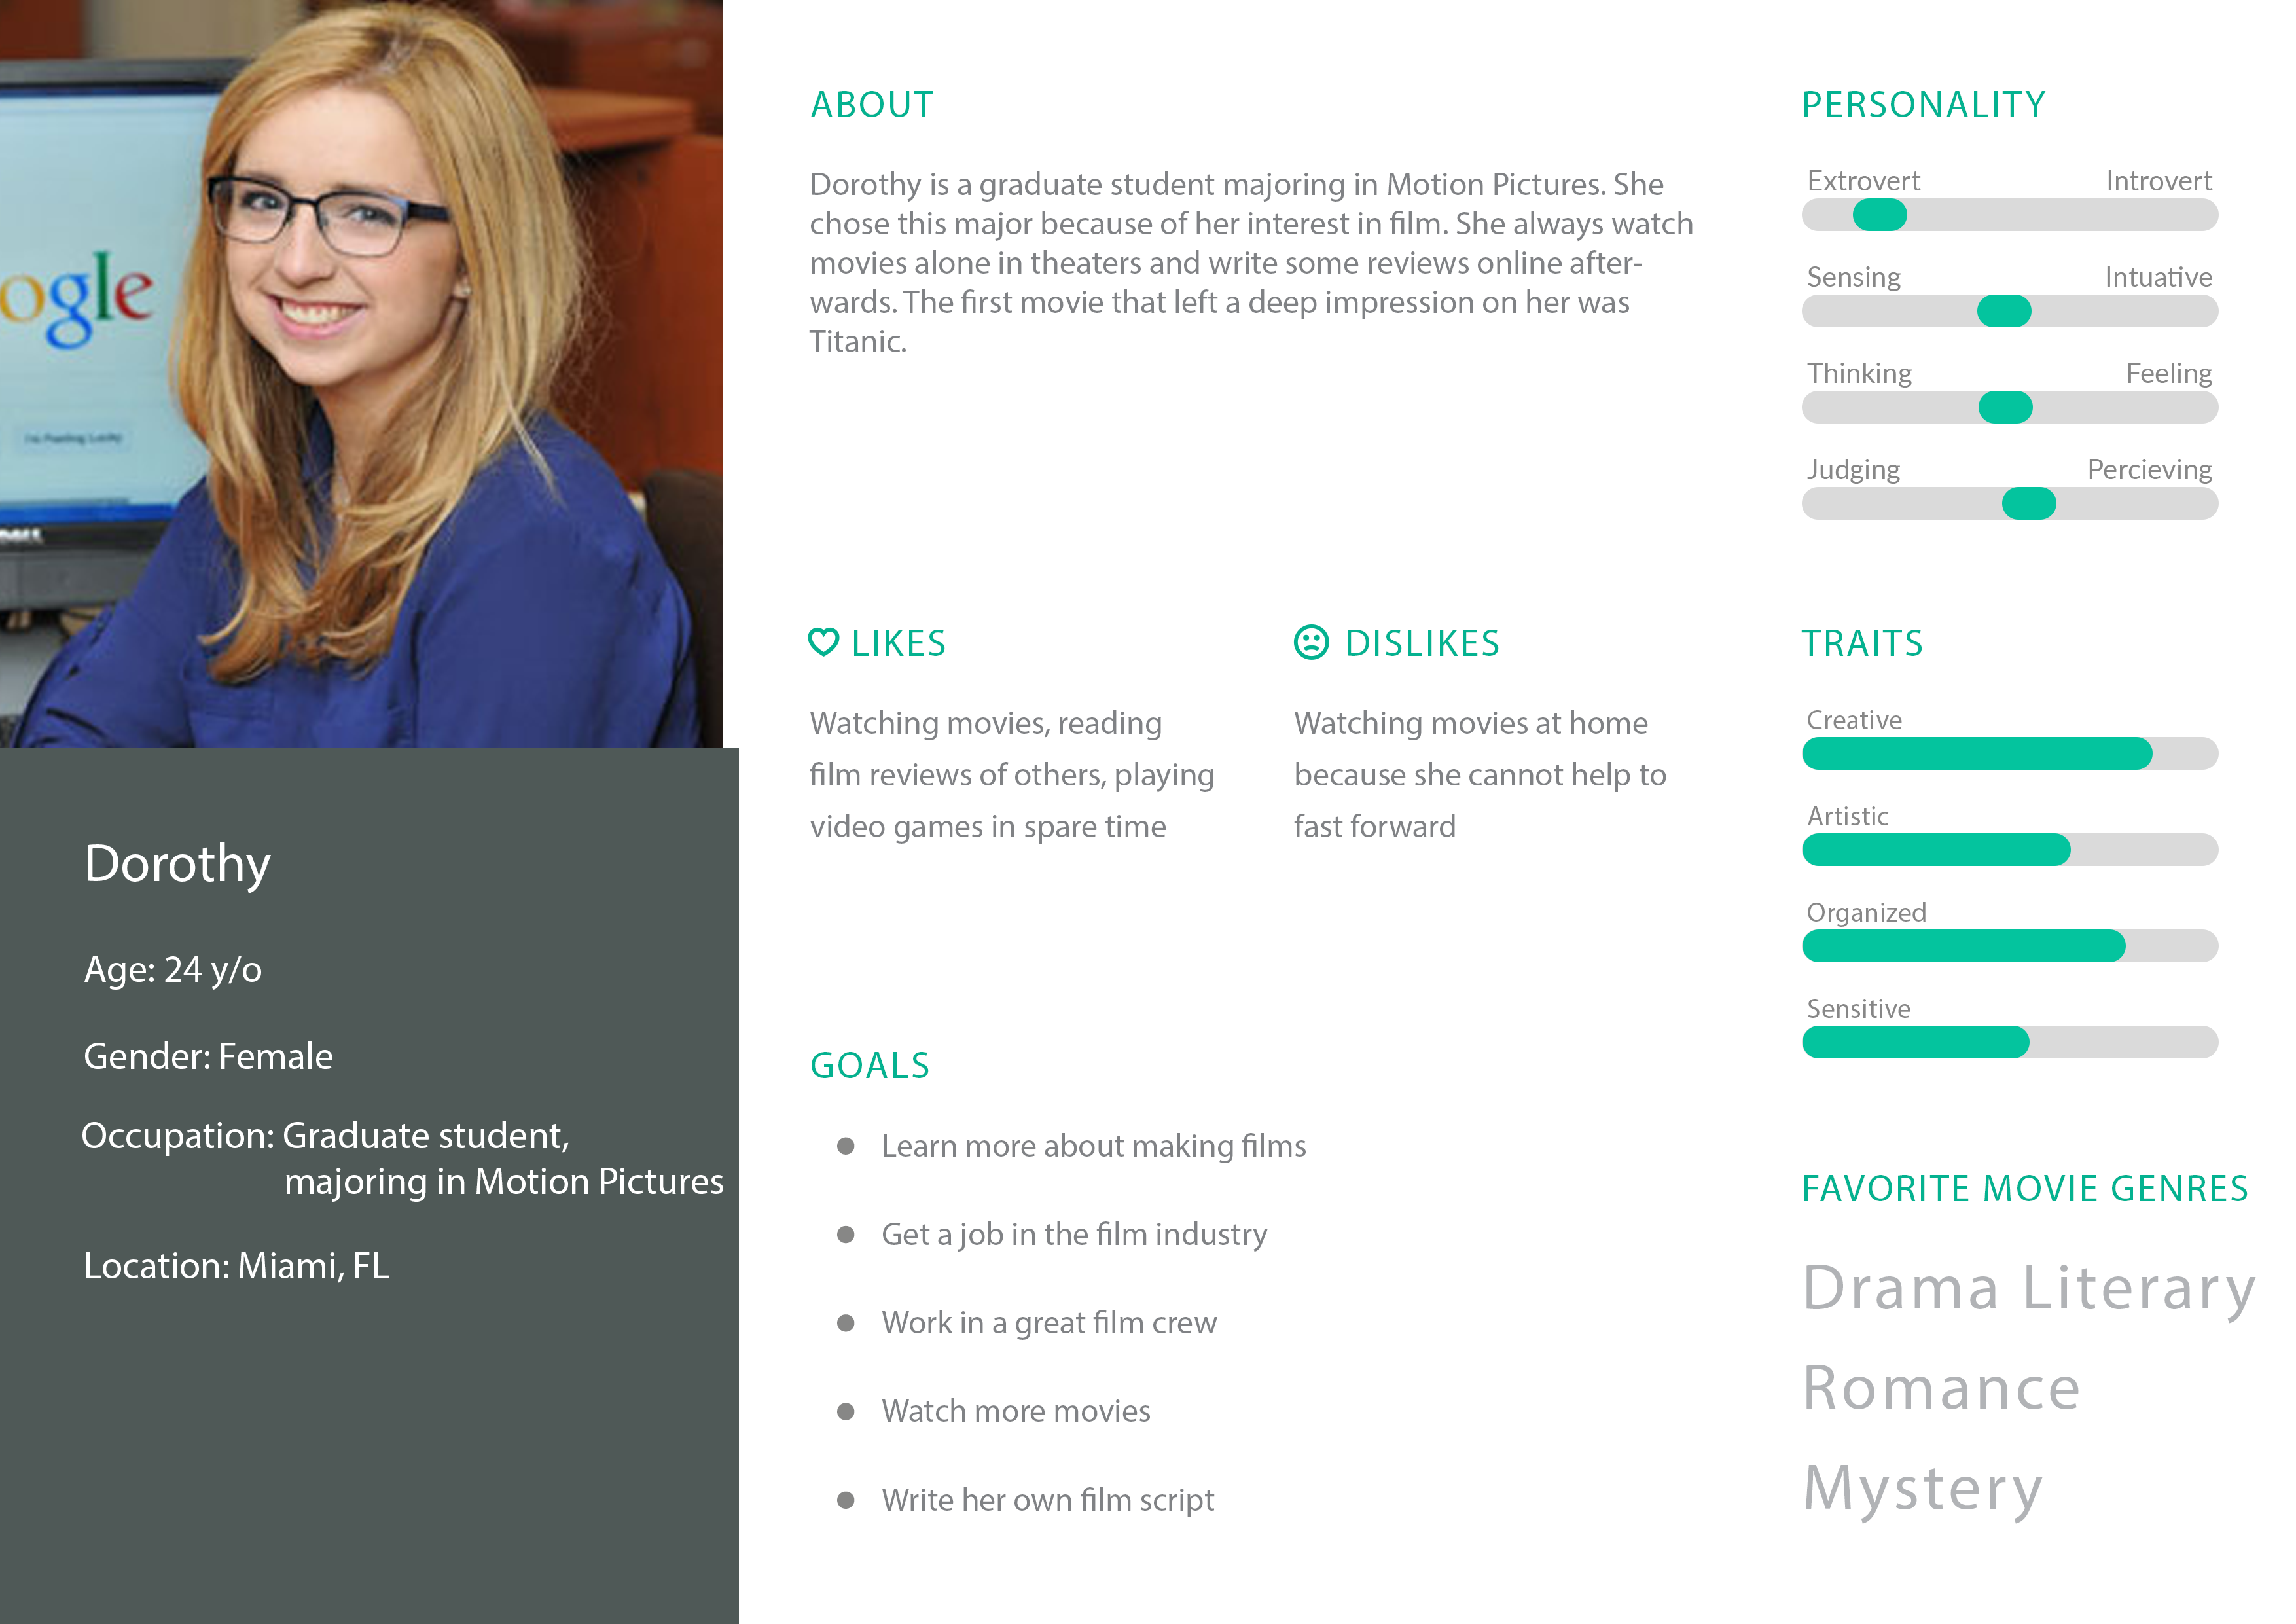 ogle
I'm Feeling Lucky
DELL
Dorothy
Age: 24 y/o
Gender: Female
Occupation: Graduate student,
majoring in Motion Pictures
Location: Miami, FL
ABOUT
Dorothy is a graduate student majoring in Motion Pictures. She
chose this major because of her interest in film. She always watch
movies alone in theaters and write some reviews online after-
wards. The first movie that left a deep impression on her was
Titanic.
LIKES
Watching movies, reading
film reviews of others, playing
video games in spare time
DISLIKES
Watching movies at home
because she cannot help to
fast forward
GOALS
Learn more about making films
Get a job in the film industry
Work in a great film crew
Watch more movies
Write her own film script
PERSONALITY
Extrovert Introvert
Sensing Intuative
Thinking Feeling
Judging Percieving
TRAITS
Creative
Artistic
Organized
Sensitive
FAVORITE MOVIE GENRES
Drama Literary
Romance
Mystery